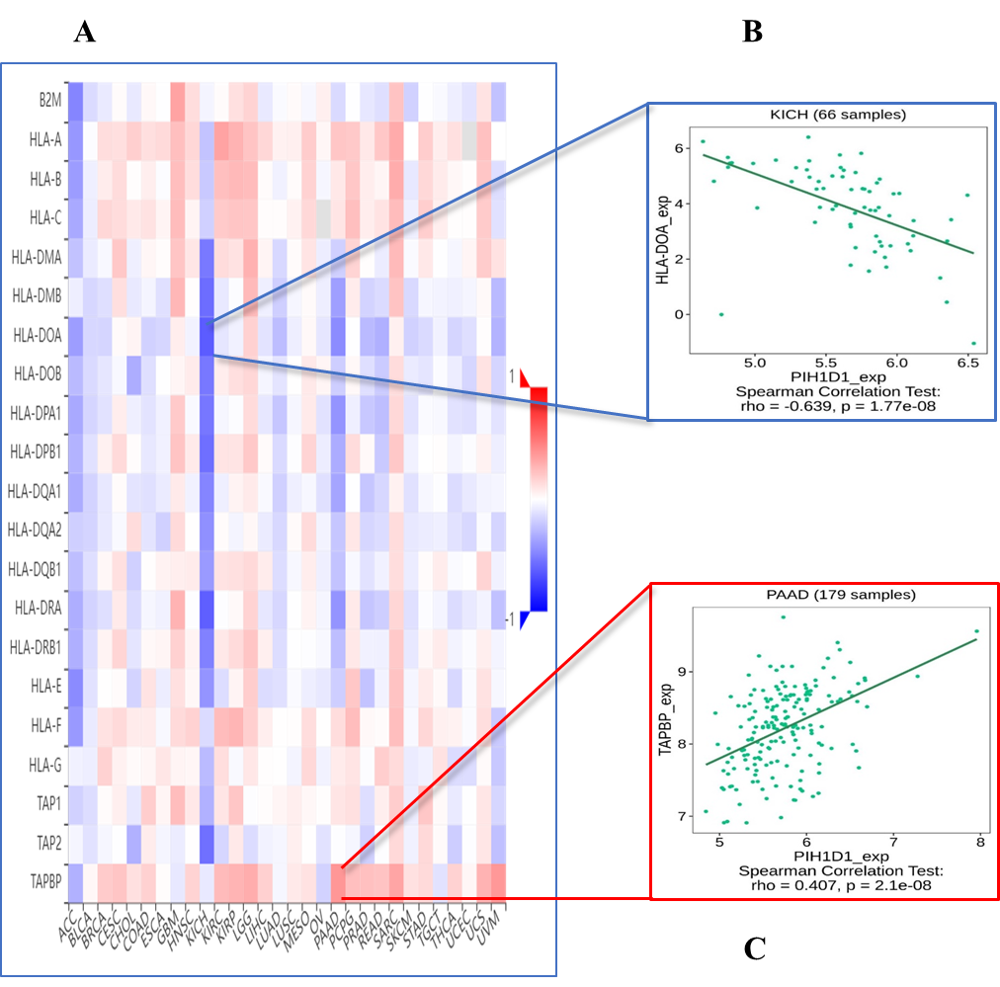 A
B
B2M
HLA-A
HLA-B
HLA-C
HLA-DMA
HLA-DMB
HLA-DOA
HLA-DOB
HLA-DPA1
HLA-DPB1
HLA-DQA1
HLA-DQA2
HLA-DQB1
HLA-DRA
HLA-DRB1
HLA-E
HLA-F
HLA-G
TAP1
TAP2
TAPBP
ACC
BLCA
BRCA
CESC
CHOL
COAD
ESCA
GBM
HNSC
KICH
KIRC
KIRP
LGG
LIHC
LUAD
LUSC
MESO
OV
PAAD
PCPG
PRAD
READ
SARC
SKCM
STAD
TGCT
THCA
UCEC
UCS
UVM
1
-1
KICH (66 samples)
HLA-DOA_exp
6
4
2
0
5.0 5.5 6.0 6.5
PIH1D1_exp
Spearman Correlation Test:
rho = -0.639, p = 1.77e-08
PAAD (179 samples)
TAPBP_exp
9
8
7
5 6 7 8
PIH1D1_exp
Spearman Correlation Test:
rho = 0.407, p = 2.1e-08
C